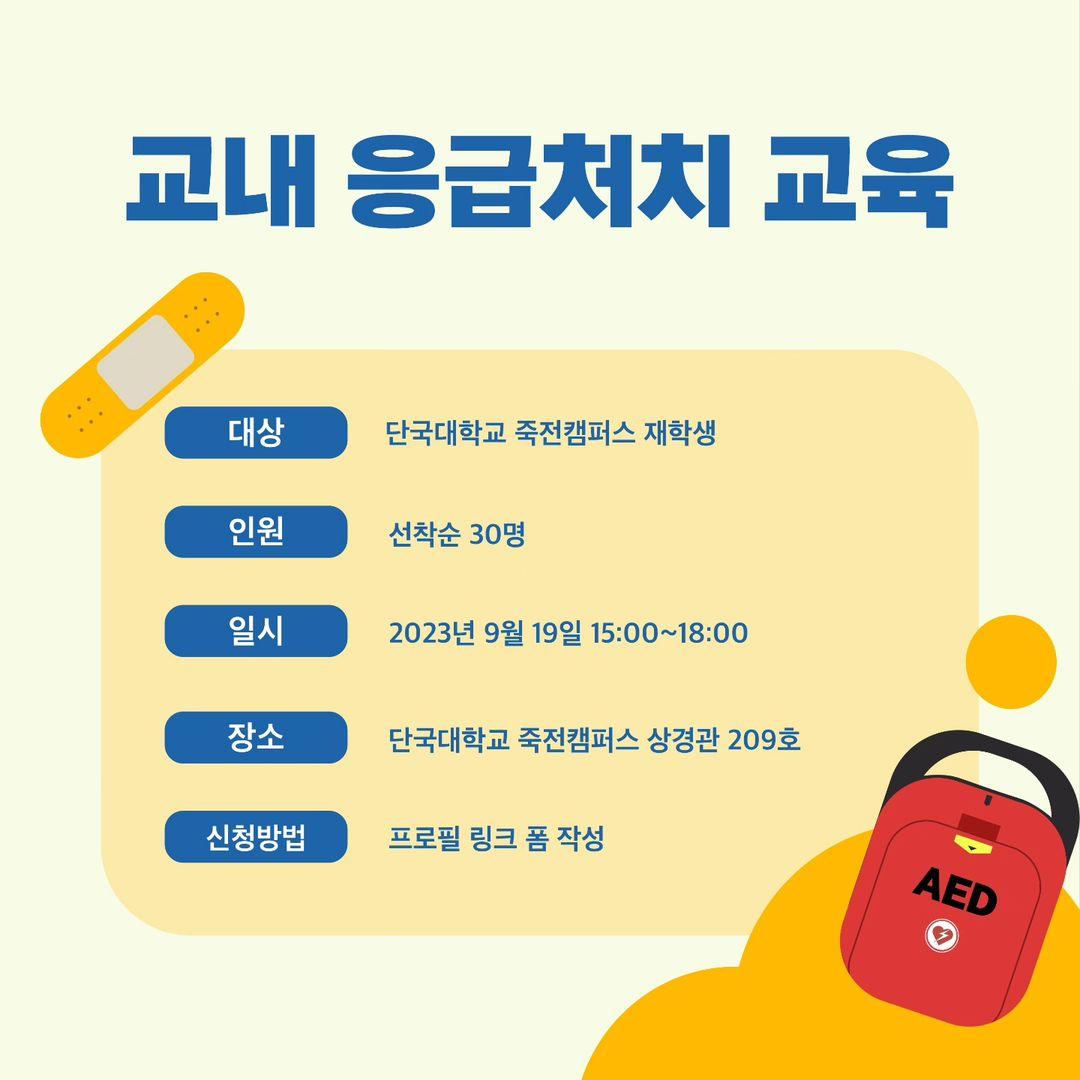 교내 응급처치 교육
대상 단국대학교 죽전캠퍼스 재학생
인원 선착순 30명
일시 2023년 9월 19일 15:00~18:00
장소 단국대학교 죽전캠퍼스 상경관 209호
신청방법 프로필 링크 폼 작성
AED